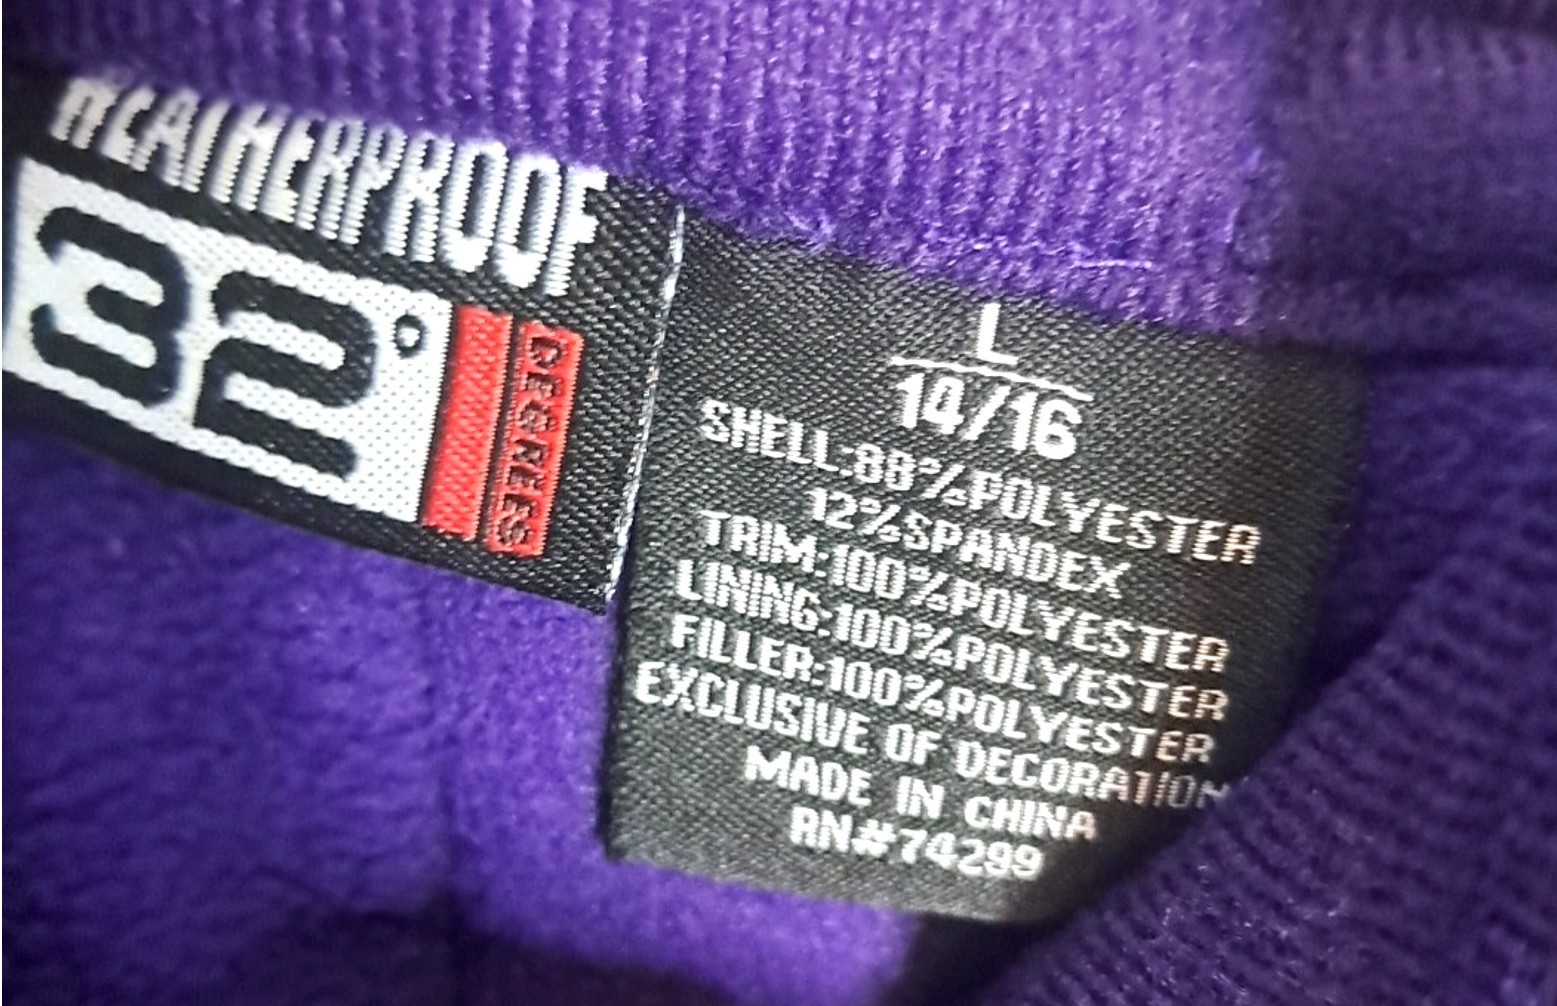 WEATHERPROOF
32°
DEGREES
L
14/16
SHELL:88%POLYESTER
12%SPANDEX
TRIM:100%POLYESTER
LINING:100%POLYESTER
FILLER:100%POLYESTER
EXCLUSIVE OF DECORATION
MADE IN CHINA
RN#74299